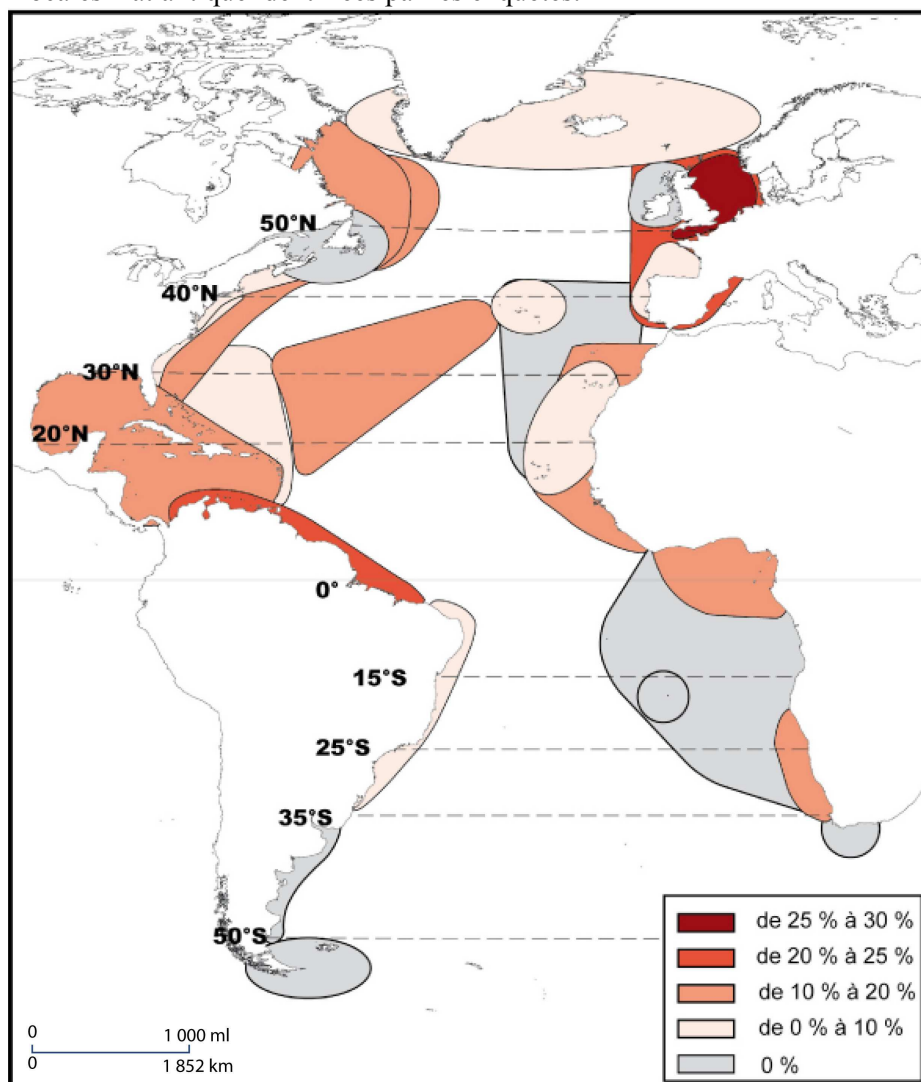 50°N
40°N
30°N
20°N
0°
15°S
25°S
35°S
50°S
de 25 % à 30 %
de 20 % à 25 %
de 10 % à 20 %
de 0 % à 10 %
0 %
0 1 000 ml
0 1 852 km